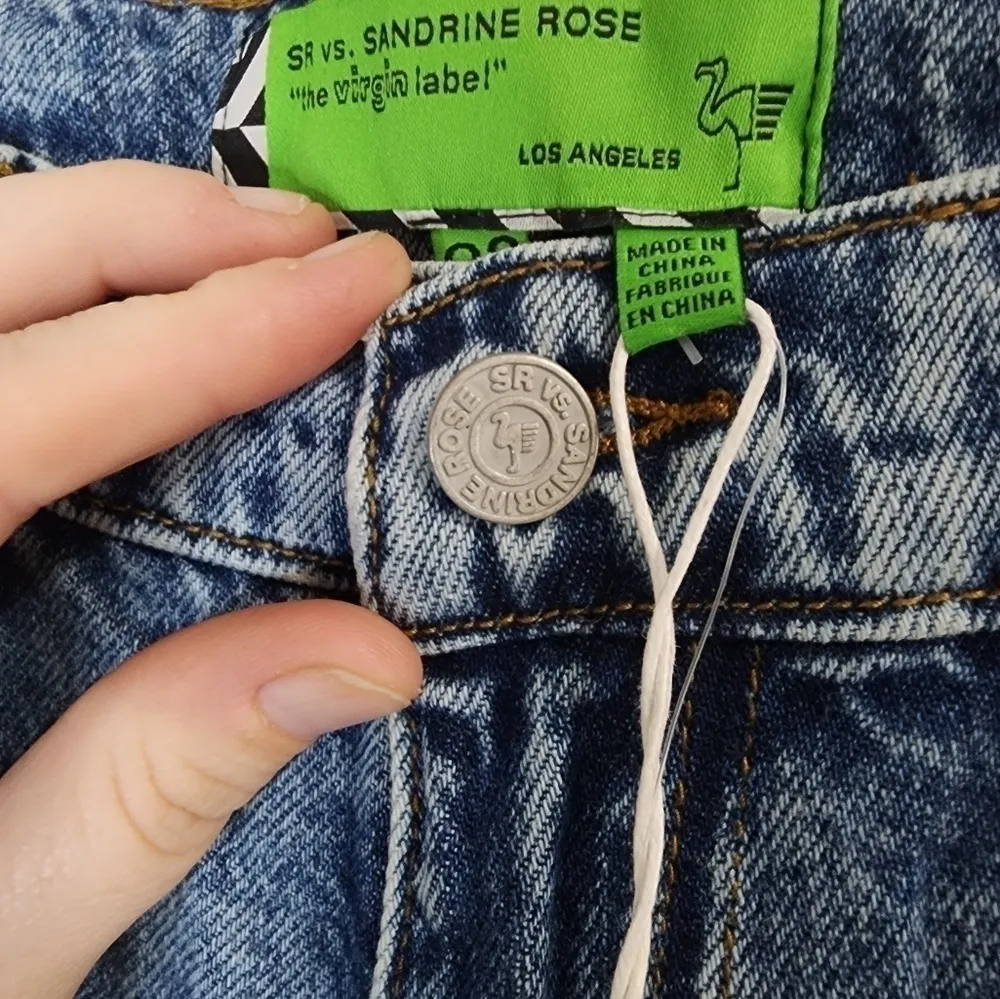 SR vs. SANDRINE ROSE
"the virgin label"
LOS ANGELES
MADE IN
CHINA
FABRIQUE
EN CHINA
SR VS. SANDRINE ROSE